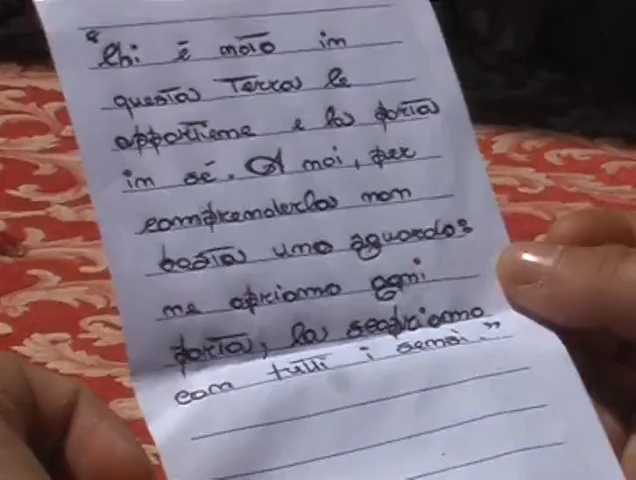 “Chi è nato in
questa Terra le
appartiene e la porta
in sé. A noi, per
comprenderla non
basta uno sguardo:
ne apriamo ogni
porta, la scopriamo
con tutti i sensi.”